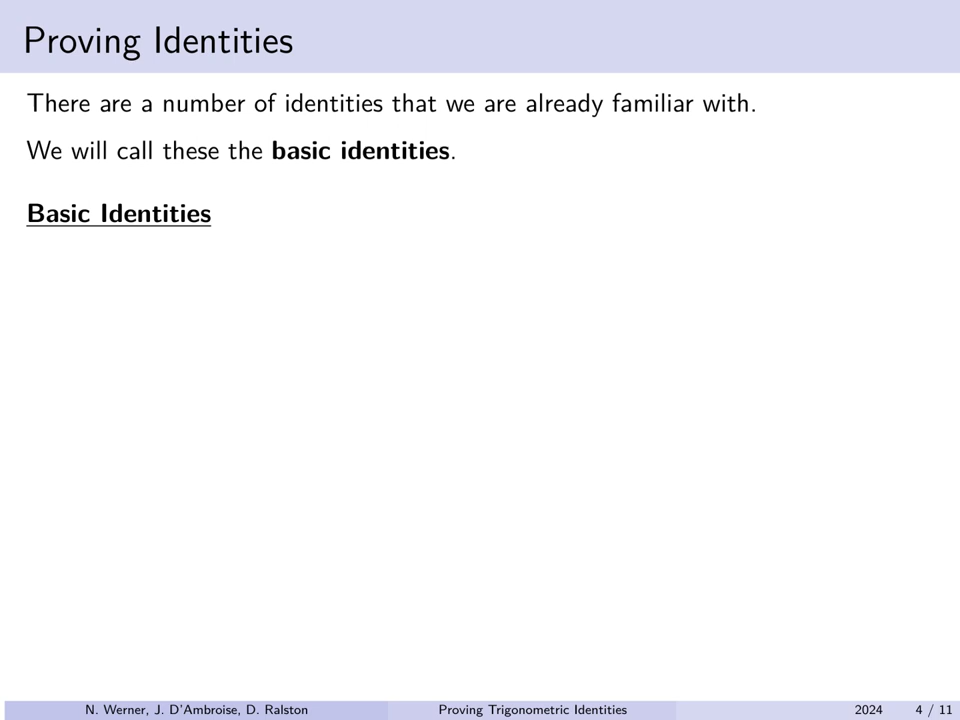 Proving Identities
There are a number of identities that we are already familiar with.
We will call these the basic identities.
Basic Identities
N. Werner, J. D'Ambroise, D. Ralston
Proving Trigonometric Identities
2024
4 / 11